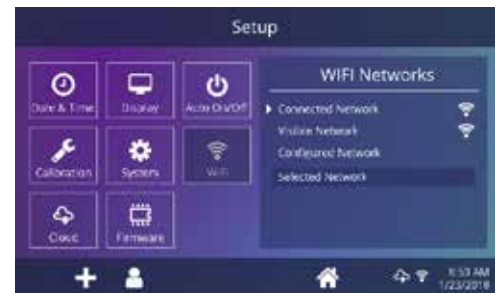 Setup
WIFI Networks
Date & Time
Display
Auto On/Off
Connected Network
Visible Network
Configured Network
Selected Network
Calibration
System
WiFi
Cloud
Firmware
8:53 AM
1/23/2018